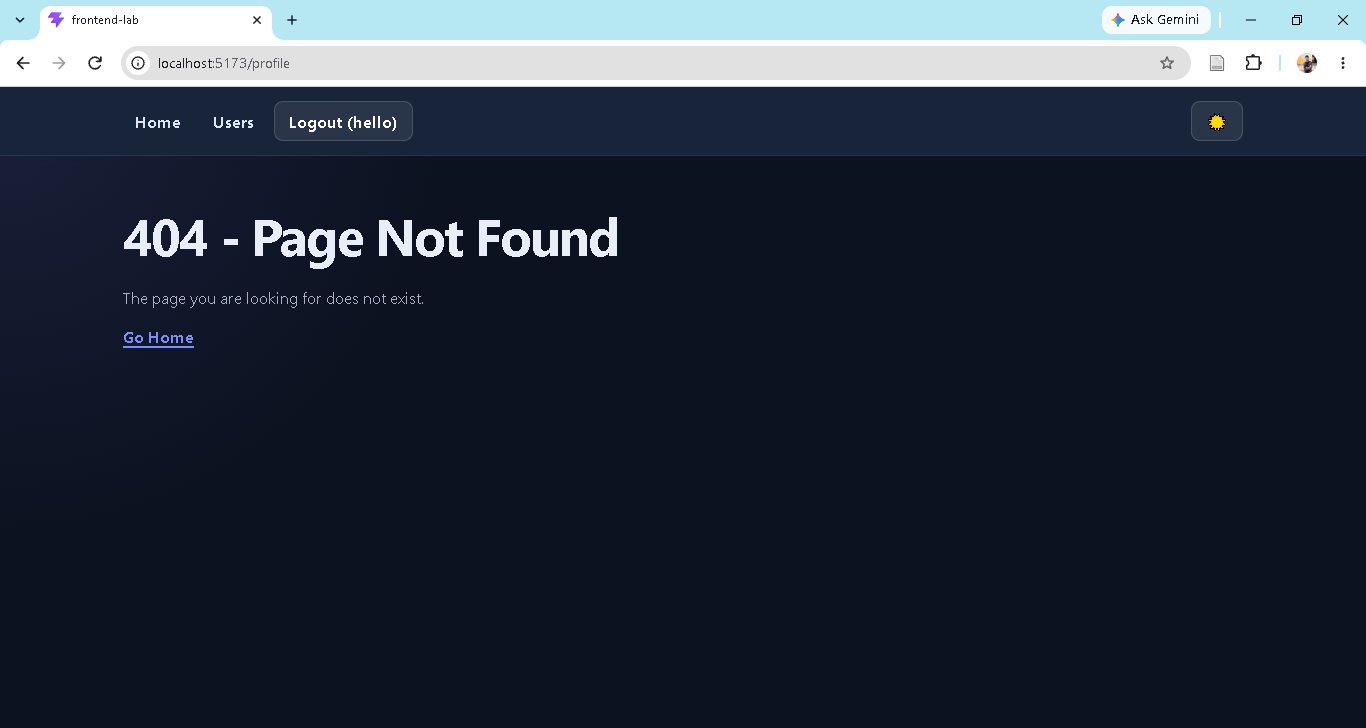 frontend-lab
Ask Gemini
localhost:5173/profile
Home Users Logout (hello)
404 - Page Not Found
The page you are looking for does not exist.
Go Home